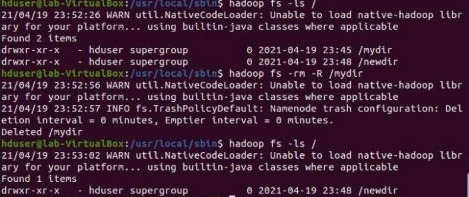 hduser@lab-VirtualBox:/usr/local/sbin$ hadoop fs -ls /
21/04/19 23:52:26 WARN util.NativeCodeLoader: Unable to load native-hadoop libr
ary for your platform... using builtin-java classes where applicable
Found 2 items
drwxr-xr-x   - hduser supergroup          0 2021-04-19 23:45 /mydir
drwxr-xr-x   - hduser supergroup          0 2021-04-19 23:48 /newdir
hduser@lab-VirtualBox:/usr/local/sbin$ hadoop fs -rm -R /mydir
21/04/19 23:52:56 WARN util.NativeCodeLoader: Unable to load native-hadoop libr
ary for your platform... using builtin-java classes where applicable
21/04/19 23:52:57 INFO fs.TrashPolicyDefault: Namenode trash configuration: Del
etion interval = 0 minutes, Emptier interval = 0 minutes.
Deleted /mydir
hduser@lab-VirtualBox:/usr/local/sbin$ hadoop fs -ls /
21/04/19 23:53:02 WARN util.NativeCodeLoader: Unable to load native-hadoop libr
ary for your platform... using builtin-java classes where applicable
Found 1 items
drwxr-xr-x   - hduser supergroup          0 2021-04-19 23:48 /newdir